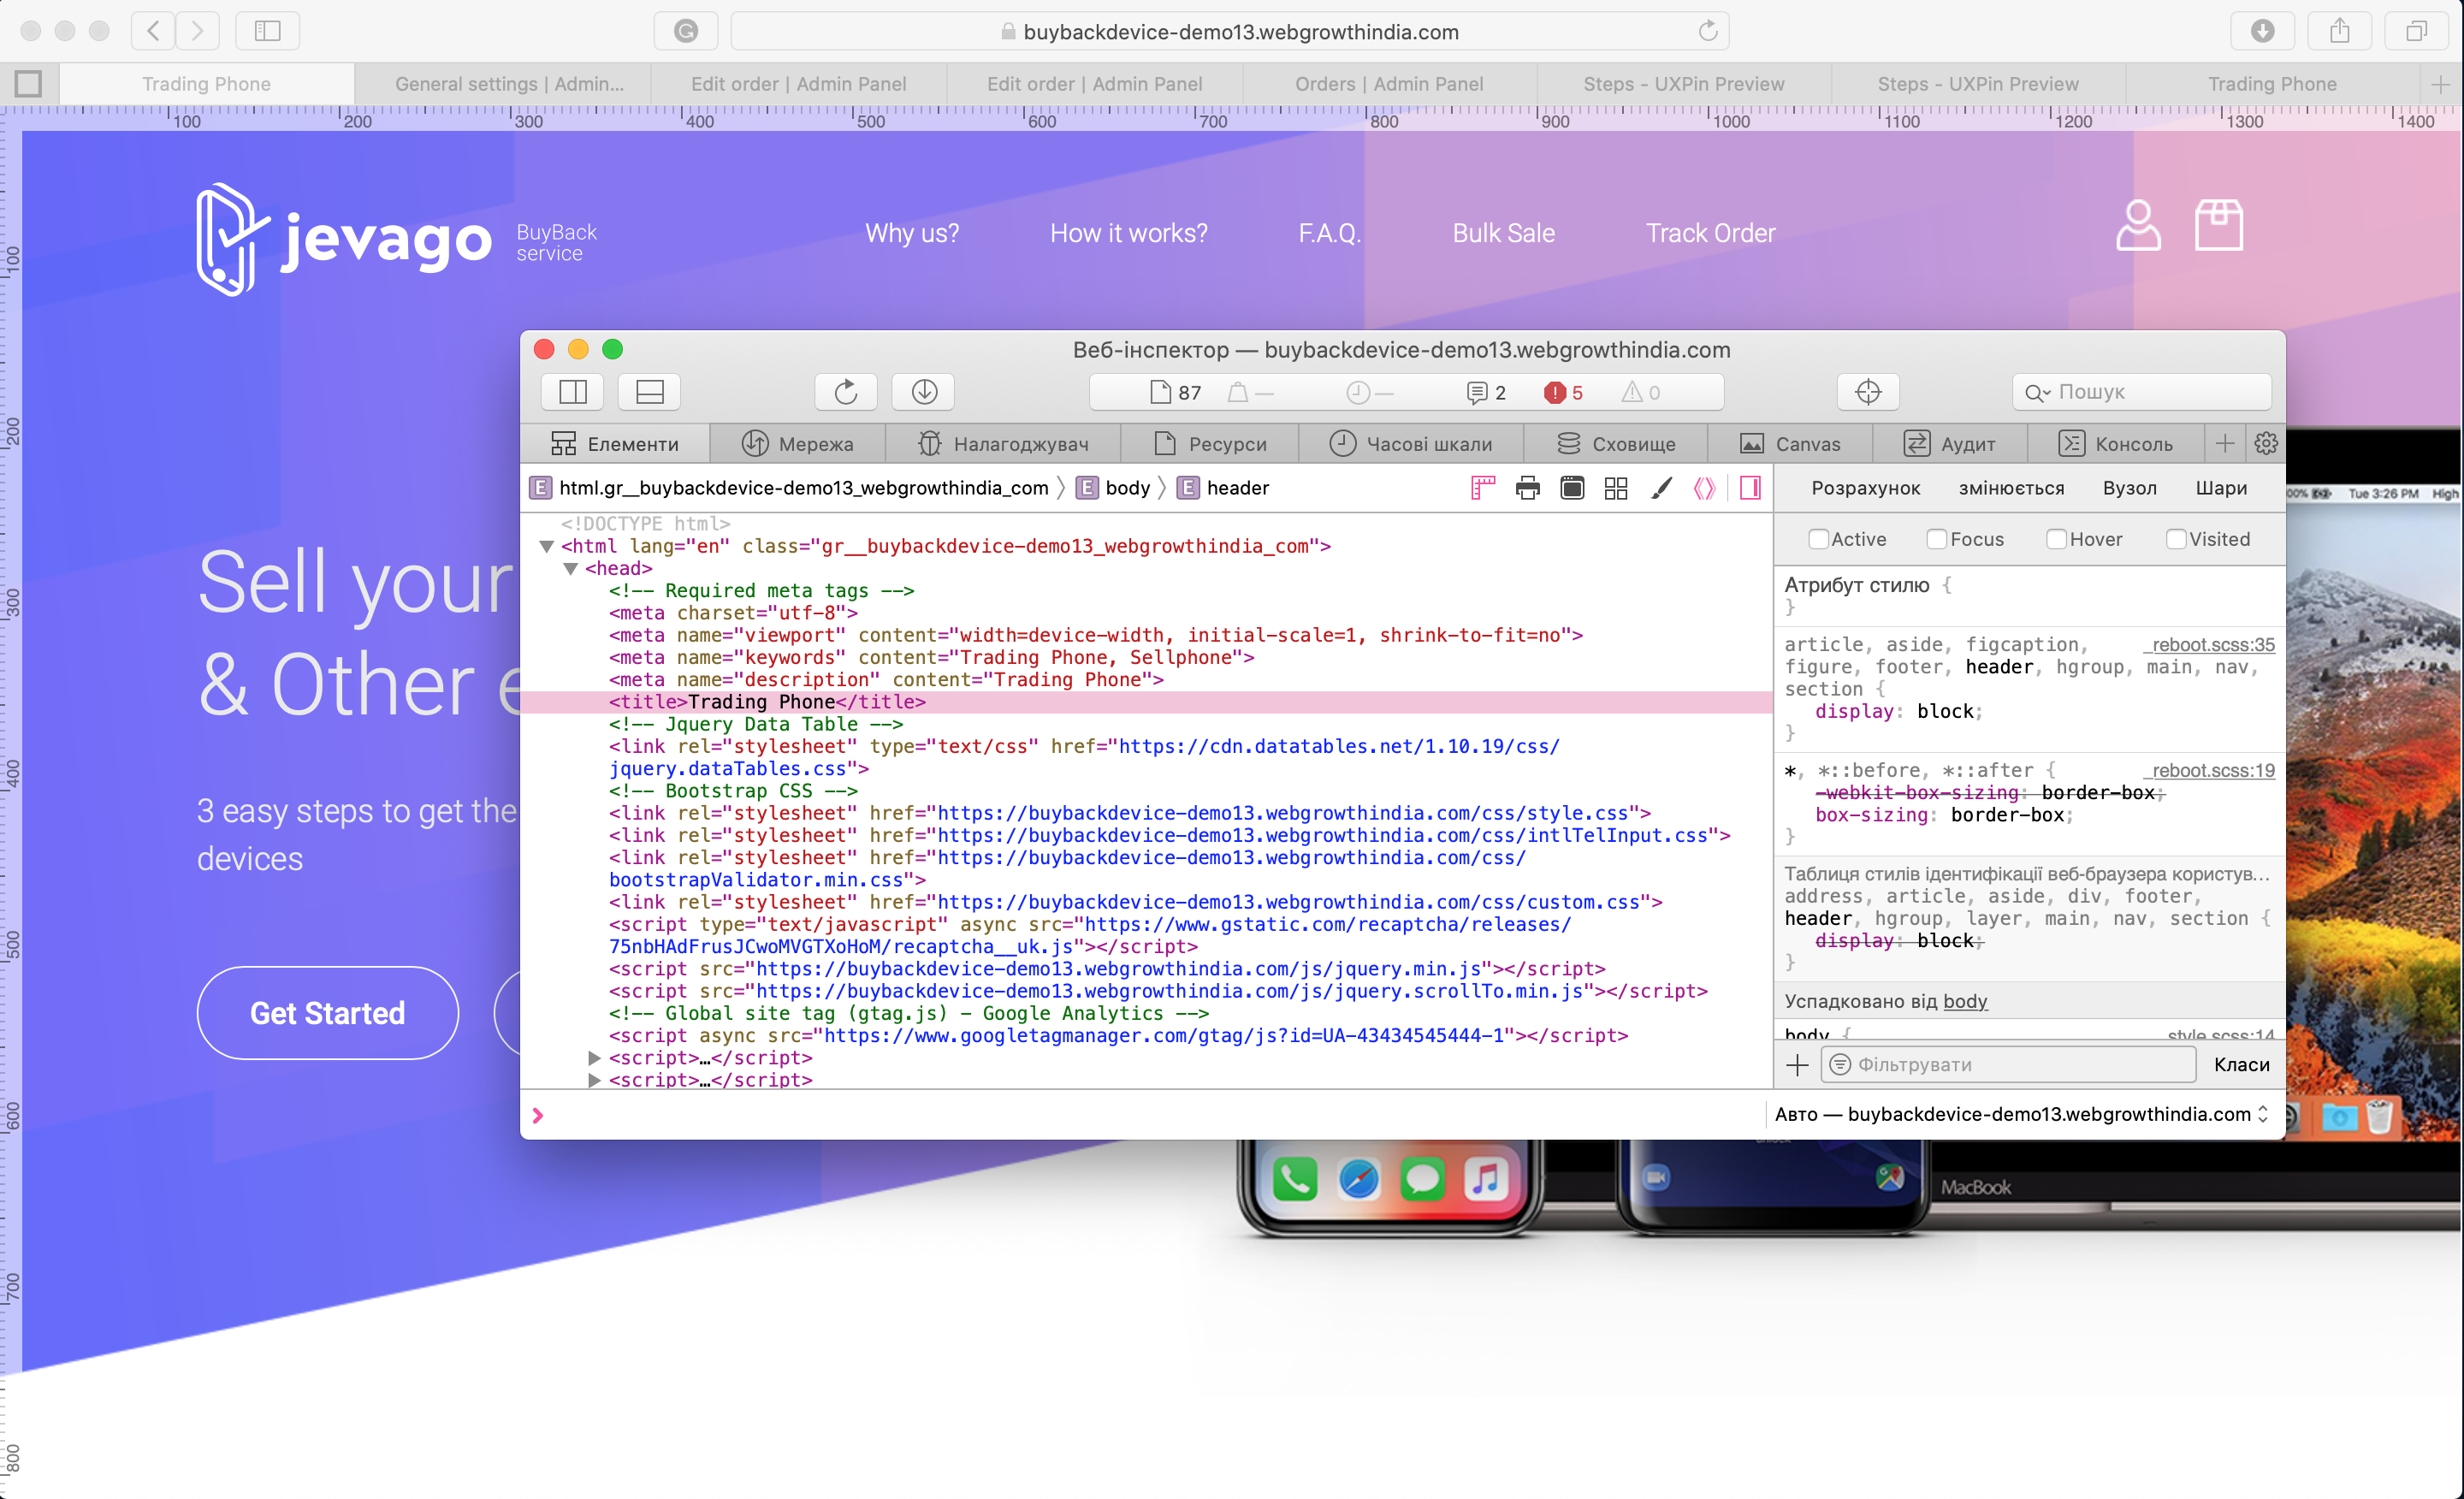 buybackdevice-demo13.webgrowthindia.com
Trading Phone
General settings | Admin...
Edit order | Admin Panel
Edit order | Admin Panel
Orders | Admin Panel
Steps - UXPin Preview
Steps - UXPin Preview
Trading Phone
100 200 300 400 500 600 700 800 900 1000 1100 1200 1300 1400
100
200
300
400
500
600
700
800
jevago
BuyBack
service
Why us?
How it works?
F.A.Q.
Bulk Sale
Track Order
Sell your
& Other
3 easy steps to get the
devices
Get Started
Веб-інспектор — buybackdevice-demo13.webgrowthindia.com
87 — — 2 5 0
Пошук
Елементи
Мережа
Налагоджувач
Ресурси
Часові шкали
Сховище
Canvas
Аудит
Консоль
E html.gr__buybackdevice-demo13_webgrowthindia_com E body E header
<!DOCTYPE html>
<html lang="en" class="gr__buybackdevice-demo13_webgrowthindia_com">
<head>
<!-- Required meta tags -->
<meta charset="utf-8">
<meta name="viewport" content="width=device-width, initial-scale=1, shrink-to-fit=no">
<meta name="keywords" content="Trading Phone, Sellphone">
<meta name="description" content="Trading Phone">
<title>Trading Phone</title>
<!-- Jquery Data Table -->
<link rel="stylesheet" type="text/css" href="https://cdn.datatables.net/1.10.19/css/
jquery.dataTables.css">
<!-- Bootstrap CSS -->
<link rel="stylesheet" href="https://buybackdevice-demo13.webgrowthindia.com/css/style.css">
<link rel="stylesheet" href="https://buybackdevice-demo13.webgrowthindia.com/css/intlTelInput.css">
<link rel="stylesheet" href="https://buybackdevice-demo13.webgrowthindia.com/css/
bootstrapValidator.min.css">
<link rel="stylesheet" href="https://buybackdevice-demo13.webgrowthindia.com/css/custom.css">
<script type="text/javascript" async src="https://www.gstatic.com/recaptcha/releases/
75nbHAdFrusJCwoMVGTXoHoM/recaptcha__uk.js"></script>
<script src="https://buybackdevice-demo13.webgrowthindia.com/js/jquery.min.js"></script>
<script src="https://buybackdevice-demo13.webgrowthindia.com/js/jquery.scrollTo.min.js"></script>
<!-- Global site tag (gtag.js) - Google Analytics -->
<script async src="https://www.googletagmanager.com/gtag/js?id=UA-43434545444-1"></script>
<script>…</script>
<script>…</script>
Розрахунок
змінюється
Вузол
Шари
Active
Focus
Hover
Visited
Атрибут стилю {
}
article, aside, figcaption, _reboot.scss:35
figure, footer, header, hgroup, main, nav,
section {
display: block;
}
*, *::before, *::after { _reboot.scss:19
-webkit-box-sizing: border-box;
box-sizing: border-box;
}
Таблиця стилів ідентифікації веб-браузера користув...
address, article, aside, div, footer,
header, hgroup, layer, main, nav, section {
display: block;
}
Успадковано від body
body { style.scss:14
Фільтрувати
Класи
Авто — buybackdevice-demo13.webgrowthindia.com
Tue 3:26 PM High
MacBook